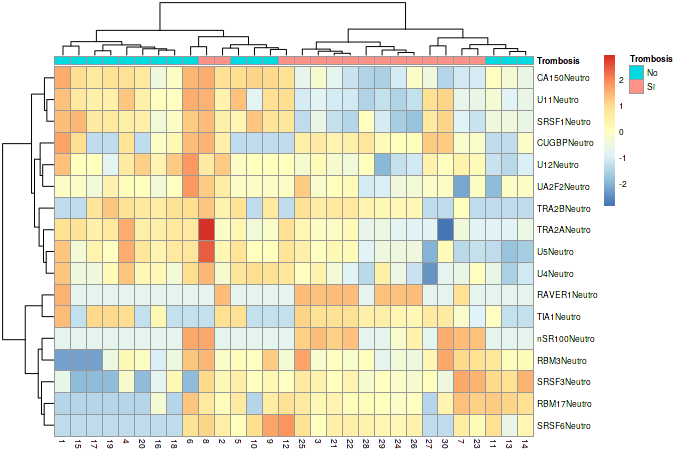 Trombosis
CA150Neutro
U11Neutro
SRSF1Neutro
CUGBPNeutro
U12Neutro
UA2F2Neutro
TRA2BNeutro
TRA2ANeutro
U5Neutro
U4Neutro
RAVER1Neutro
TIA1Neutro
nSR100Neutro
RBM3Neutro
SRSF3Neutro
RBM17Neutro
SRSF6Neutro
1 15 17 19 4 20 16 18 6 8 2 5 10 9 12 25 3 21 22 28 29 24 26 27 30 7 23 11 13 14
2
1
0
-1
-2
Trombosis
No
SI